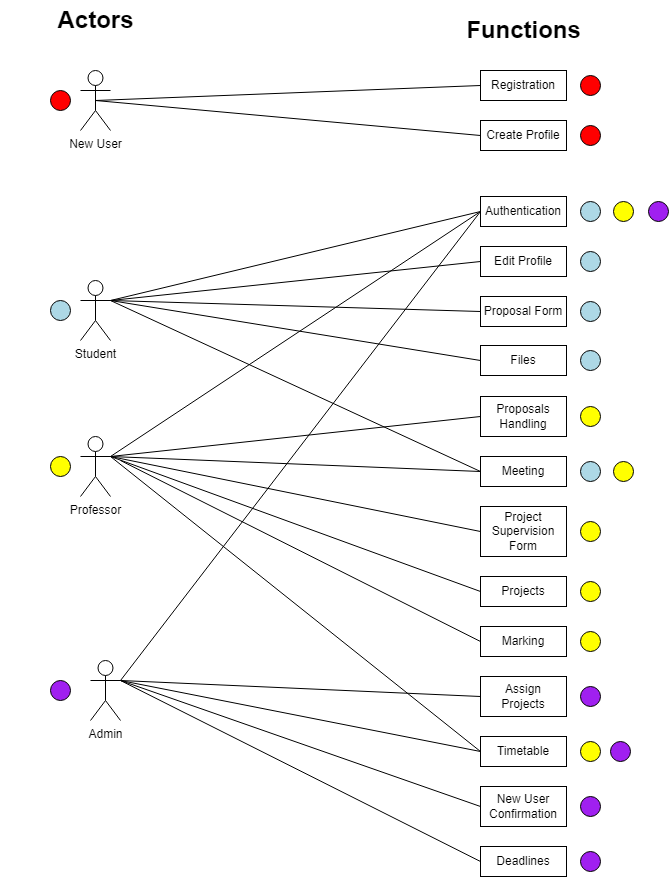 Actors
Functions
Registration
New User
Create Profile
Authentication
Edit Profile
Proposal Form
Student
Files
Proposals
Handling
Meeting
Professor
Project
Supervision
Form
Projects
Marking
Assign
Projects
Admin
Timetable
New User
Confirmation
Deadlines